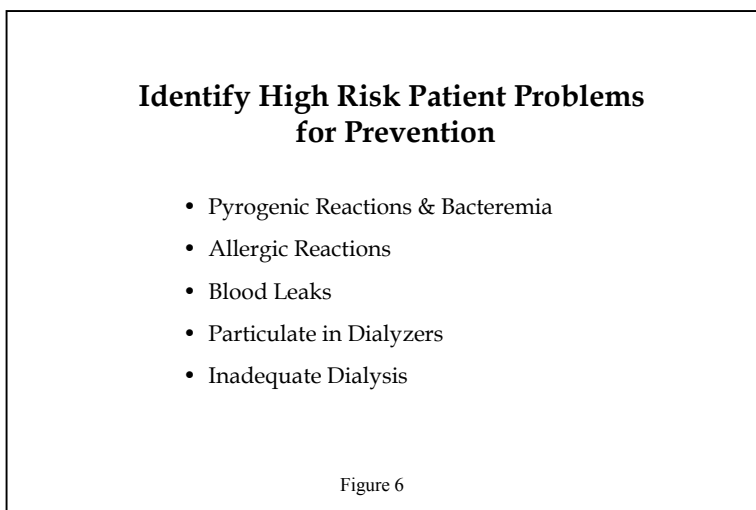 Identify High Risk Patient Problems
for Prevention
• Pyrogenic Reactions & Bacteremia
• Allergic Reactions
• Blood Leaks
• Particulate in Dialyzers
• Inadequate Dialysis
Figure 6